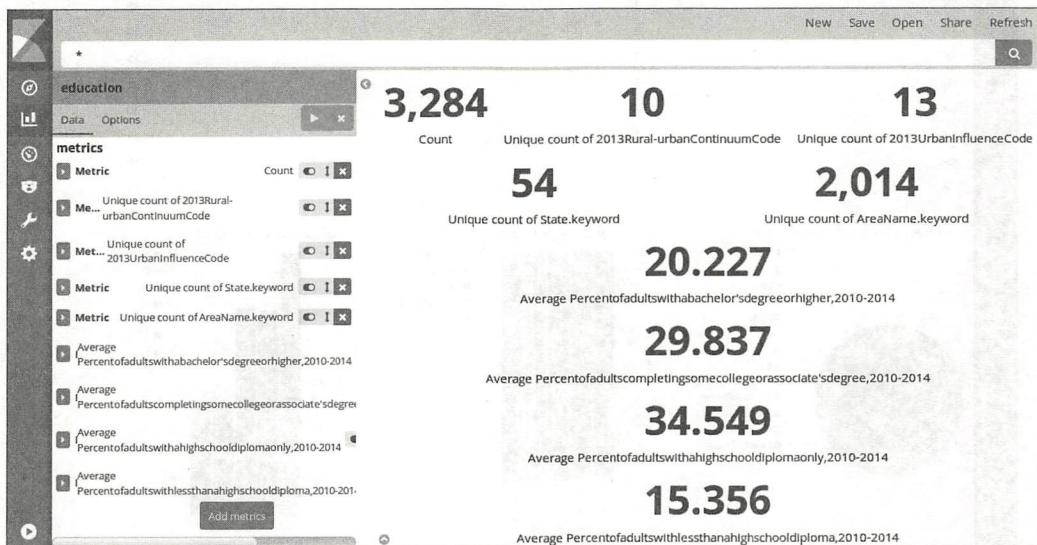 New Save Open Share Refresh
*
education
Data Options
metrics
Metric Count
Me... Unique count of 2013Rural-
urbanContinuumCode
Met... Unique count of
2013UrbanInfluenceCode
Metric Unique count of State.keyword
Metric Unique count of AreaName.keyword
Average
Percentofadultswithabachelor'sdegreeorhigher,2010-2014
Average
Percentofadultscompletingsomecollegeorassociate'sdegree
Average
Percentofadultswithahighschooldiplomaonly,2010-2014
Average
Percentofadultswithlessthanahighschooldiploma,2010-201
Add metrics
3,284 10 13
Count Unique count of 2013Rural-urbanContinuumCode Unique count of 2013UrbanInfluenceCode
54 2,014
Unique count of State.keyword Unique count of AreaName.keyword
20.227
Average Percentofadultswithabachelor'sdegreeorhigher,2010-2014
29.837
Average Percentofadultscompletingsomecollegeorassociate'sdegree,2010-2014
34.549
Average Percentofadultswithahighschooldiplomaonly,2010-2014
15.356
Average Percentofadultswithlessthanahighschooldiploma,2010-2014